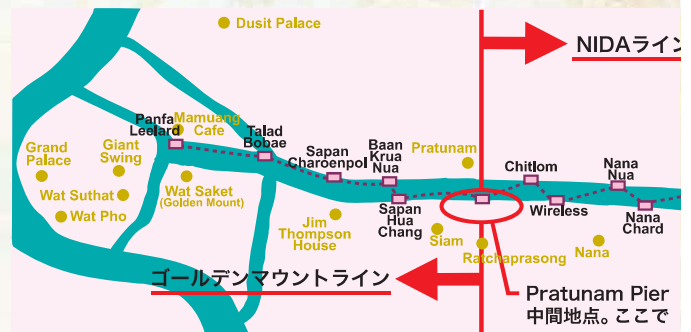 Dusit Palace
NIDAライン
Panfa
Leelard
Mamuang
Cafe
Talad
Bobae
Sapan
Charoenpol
Baan
Krua
Nua
Pratunam
Chitlom
Nana
Nua
Grand
Palace
Giant
Swing
Wat Suthat
Wat Pho
Wat Saket
(Golden Mount)
Jim
Thompson
House
Sapan
Hua
Chang
Siam
Ratchaprasong
Wireless
Nana
Chard
Nana
ゴールデンマウントライン
Pratunam Pier
中間地点。ここで